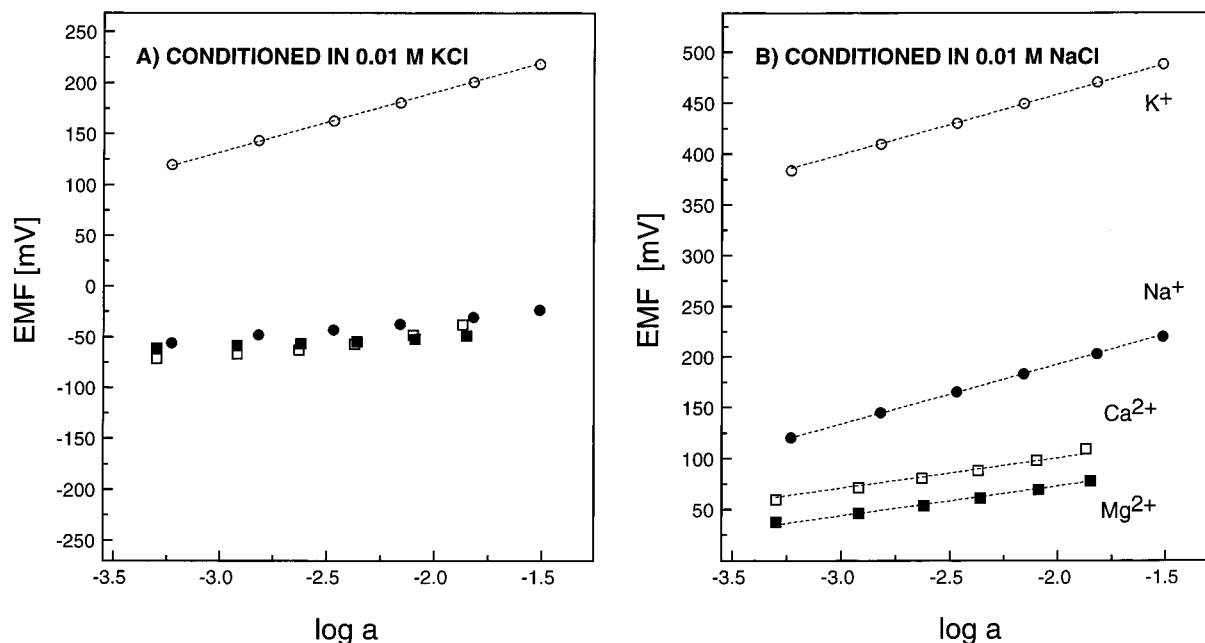 A) CONDITIONED IN 0.01 M KCl
EMF [mV]
250
200
150
100
50
0
-50
-100
-150
-200
-250
-3.5 -3.0 -2.5 -2.0 -1.5
log a
B) CONDITIONED IN 0.01 M NaCl
EMF [mV]
500
450
400
350
300
250
200
150
100
50
K+
Na+
Ca2+
Mg2+
-3.5 -3.0 -2.5 -2.0 -1.5
log a